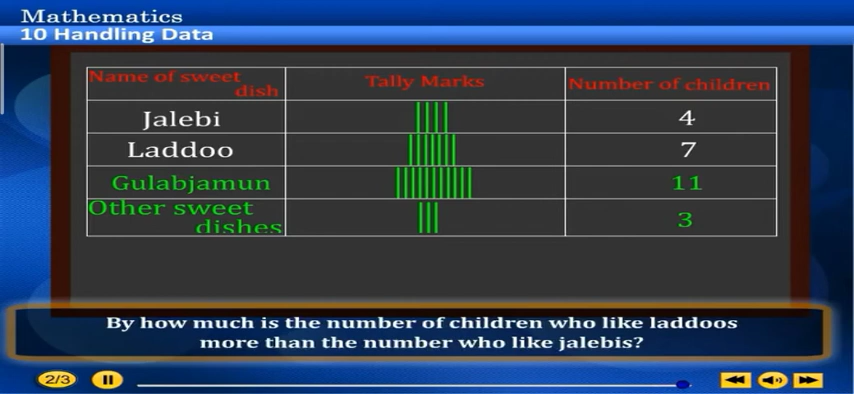 Mathematics
10 Handling Data
Name of sweet dish Tally Marks Number of children
Jalebi |||| 4
Laddoo ||||||| 7
Gulabjamun ||||||||||| 11
Other sweet dishes ||| 3
By how much is the number of children who like laddoos
more than the number who like jalebis?
2/3